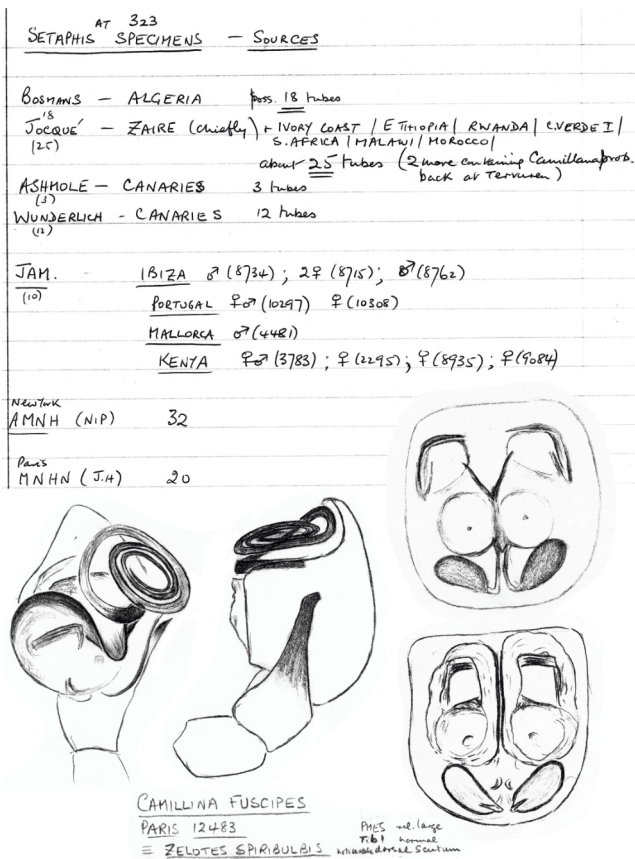 AT 323
SETAPHIS SPECIMENS — SOURCES
BOSMANS — ALGERIA poss. 18 tubes
18
JOCQUÉ — ZAIRE (chiefly) + IVORY COAST / ETHIOPIA / RWANDA / C.VERDE I /
(25) S. AFRICA / MALAWI / MOROCCO /
about 25 tubes (2 more containing Camillana prob.
back at Tervuren)
ASHMOLE — CANARIES 3 tubes
(3)
WUNDERLICH - CANARIES 12 tubes
(12)
JAM. - IBIZA ♂ (8734) ; 2♀ (8715) ; ♂ (8762)
(10)
PORTUGAL ♀♂ (10297) ♀ (10308)
MALLORCA ♂ (4481)
KENYA ♀♂ (3783) ; ♀ (2295) ; ♀ (8935) ; ♀ (9084)
New York
AMNH (NIP) 32
Paris
MNHN (J.H) 20
CAMILLINA FUSCIPES
PARIS 12483
≡ ZELOTES SPIRIBULBIS
PMES rel. large
Tib I normal
noticeable dorsal Scutum